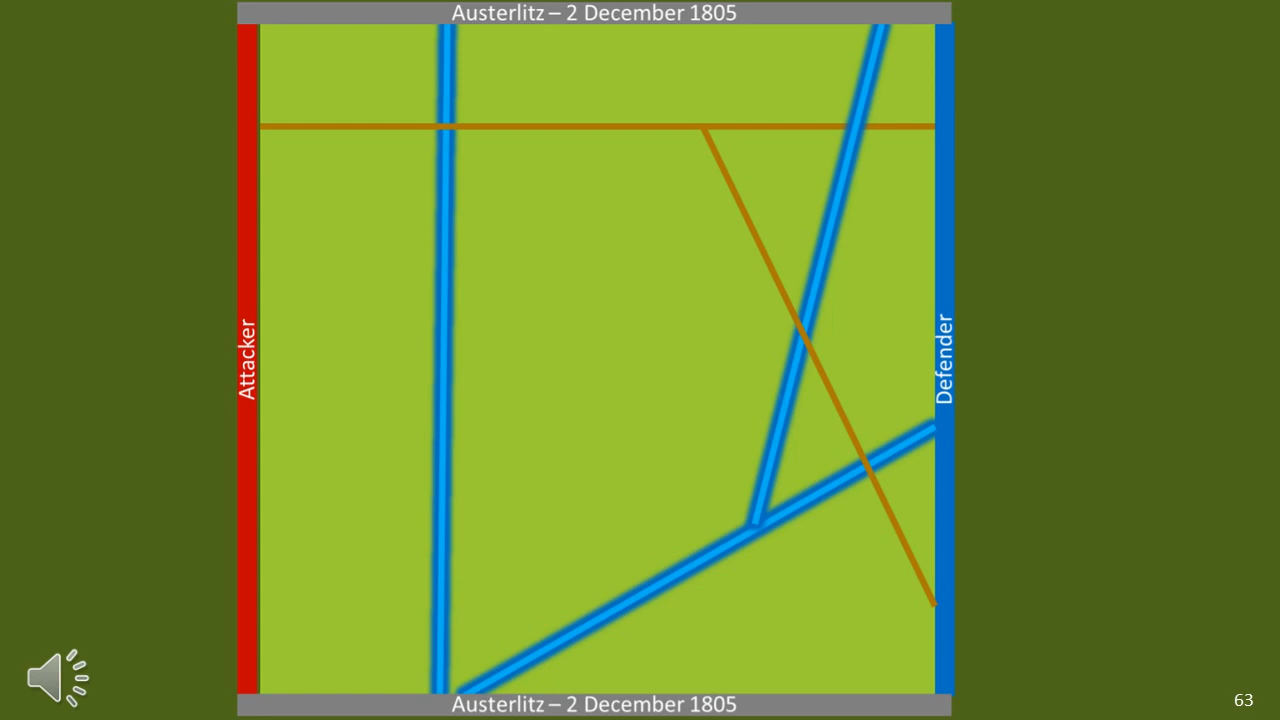 Austerlitz – 2 December 1805
Attacker
Defender
Austerlitz – 2 December 1805
63